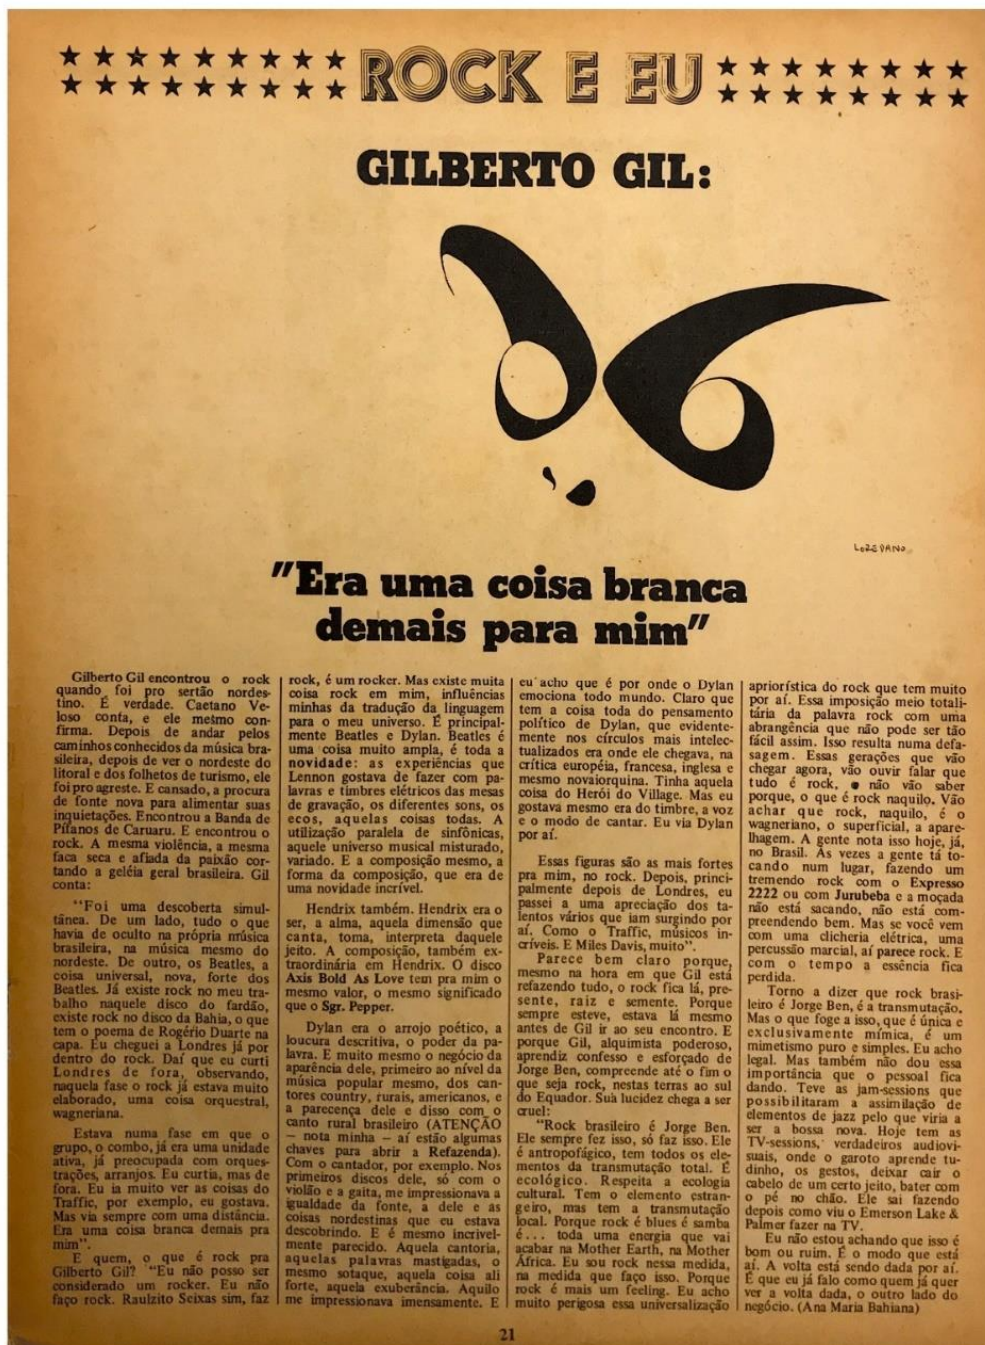 ROCK E EU
GILBERTO GIL:
LOZEVANO
"Era uma coisa branca
demais para mim"
Gilberto Gil encontrou o rock
quando foi pro sertão nordes-
tino. É verdade. Caetano Ve-
loso conta, e ele mesmo con-
firma. Depois de andar pelos
caminhos conhecidos da música bra-
sileira, depois de ver o nordeste do
litoral e dos folhetos de turismo, ele
foi pro agreste. E cansado, a procura
de fonte nova para alimentar suas
inquietações. Encontrou a Banda de
Pífanos de Caruaru. E encontrou o
rock. A mesma violência, a mesma
faca seca e afiada da paixão cor-
tando a geléia geral brasileira. Gil
conta:
"Foi uma descoberta simul-
tânea. De um lado, tudo o que
havia de oculto na própria música
brasileira, na música mesmo do
nordeste. De outro, os Beatles, a
coisa universal, nova, forte dos
Beatles. Já existe rock no meu tra-
balho naquele disco do fardão,
existe rock no disco da Bahia, o que
tem o poema de Rogério Duarte na
capa. Eu cheguei a Londres já por
dentro do rock. Daí que eu curti
Londres de fora, observando,
naquela fase o rock já estava muito
elaborado, uma coisa orquestral,
wagneriana.
Estava numa fase em que o
grupo, o combo, já era uma unidade
ativa, já preocupada com orques-
trações, arranjos. Eu curtia, mas de
fora. Eu ia muito ver as coisas do
Traffic, por exemplo, eu gostava.
Mas via sempre com uma distância.
Era uma coisa branca demais pra
mim".
E quem, o que é rock pra
Gilberto Gil? "Eu não posso ser
considerado um rocker. Eu não
faço rock. Raulzito Seixas sim, faz
rock, é um rocker. Mas existe muita
coisa rock em mim, influências
minhas da tradução da linguagem
para o meu universo. É principal-
mente Beatles e Dylan. Beatles é
uma coisa muito ampla, é toda a
novidade: as experiências que
Lennon gostava de fazer com pa-
lavras e timbres elétricos das mesas
de gravação, os diferentes sons, os
ecos, aquelas coisas todas. A
utilização paralela de sinfônicas,
aquele universo musical misturado,
variado. E a composição mesmo, a
forma da composição, que era de
uma novidade incrível.
Hendrix também. Hendrix era o
ser, a alma, aquela dimensão que
canta, toma, interpreta daquele
jeito. A composição, também ex-
traordinária em Hendrix. O disco
Axis Bold As Love tem pra mim o
mesmo valor, o mesmo significado
que o Sgr. Pepper.
Dylan era o arrojo poético, a
loucura descritiva, o poder da pa-
lavra. E muito mesmo o negócio da
aparência dele, primeiro ao nível da
música popular mesmo, dos can-
tores country, rurais, americanos, e
a parecença dele e disso com o
canto rural brasileiro (ATENÇÃO
— nota minha — aí estão algumas
chaves para abrir a Refazenda).
Com o cantador, por exemplo. Nos
primeiros discos dele, só com o
violão e a gaita, me impressionava a
igualdade da fonte, a dele e as
coisas nordestinas que eu estava
descobrindo. E é mesmo incrivel-
mente parecido. Aquela cantoria,
aquelas palavras mastigadas, o
mesmo sotaque, aquela coisa ali
forte, aquela exuberância. Aquilo
me impressionava imensamente. E
eu acho que é por onde o Dylan
emociona todo mundo. Claro que
tem a coisa toda do pensamento
político de Dylan, que evidente-
mente nos círculos mais intelec-
tualizados era onde ele chegava, na
crítica européia, francesa, inglesa e
mesmo novaiorquina. Tinha aquela
coisa do Herói do Village. Mas eu
gostava mesmo era do timbre, a voz
e o modo de cantar. Eu via Dylan
por aí.
Essas figuras são as mais fortes
pra mim, no rock. Depois, princi-
palmente depois de Londres, eu
passei a uma apreciação dos ta-
lentos vários que iam surgindo por
aí. Como o Traffic, músicos in-
críveis. E Miles Davis, muito".
Parece bem claro porque,
mesmo na hora em que Gil está
refazendo tudo, o rock fica lá, pre-
sente, raiz e semente. Porque
sempre esteve, estava lá mesmo
antes de Gil ir ao seu encontro. E
porque Gil, alquimista poderoso,
aprendiz confesso e esforçado de
Jorge Ben, compreende até o fim o
que seja rock, nestas terras ao sul
do Equador. Sua lucidez chega a ser
cruel:
"Rock brasileiro é Jorge Ben.
Ele sempre fez isso, só faz isso. Ele
é antropofágico, tem todos os ele-
mentos da transmutação total. É
ecológico. Respeita a ecologia
cultural. Tem o elemento estran-
geiro, mas tem a transmutação
local. Porque rock é blues é samba
é... toda uma energia que vai
acabar na Mother Earth, na Mother
África. Eu sou rock nessa medida,
na medida que faço isso. Porque
rock é mais um feeling. Eu acho
muito perigosa essa universalização
apriorística do rock que tem muito
por aí. Essa imposição meio totali-
tária da palavra rock com uma
abrangência que não pode ser tão
fácil assim. Isso resulta numa defa-
sagem. Essas gerações que vão
chegar agora, vão ouvir falar que
tudo é rock, e não vão saber
porque, o que é rock naquilo. Vão
achar que rock, naquilo, é o
wagneriano, o superficial, a apare-
lhagem. A gente nota isso hoje, já,
no Brasil. Às vezes a gente tá to-
cando num lugar, fazendo um
tremendo rock com o Expresso
2222 ou com Jurubeba e a moçada
não está sacando, não está com-
preendendo bem. Mas se você vem
com uma clicheria elétrica, uma
percussão marcial, aí parece rock. E
com o tempo a essência fica
perdida.
Torno a dizer que rock brasi-
leiro é Jorge Ben, é a transmutação.
Mas o que foge a isso, que é única e
exclusivamente mímica, é um
mimetismo puro e simples. Eu acho
legal. Mas também não dou essa
importância que o pessoal fica
dando. Teve as jam-sessions que
possibilitaram a assimilação de
elementos de jazz pelo que viria a
ser a bossa nova. Hoje tem as
TV-sessions, verdadeiros audiovi-
suais, onde o garoto aprende tu-
dinho, os gestos, deixar cair o
cabelo de um certo jeito, bater com
o pé no chão. Ele sai fazendo
depois como viu o Emerson Lake &
Palmer fazer na TV.
Eu não estou achando que isso é
bom ou ruim. É o modo que está
aí. A volta está sendo dada por aí.
É que eu já falo como quem já quer
ver a volta dada, o outro lado do
negócio. (Ana Maria Bahiana)
21